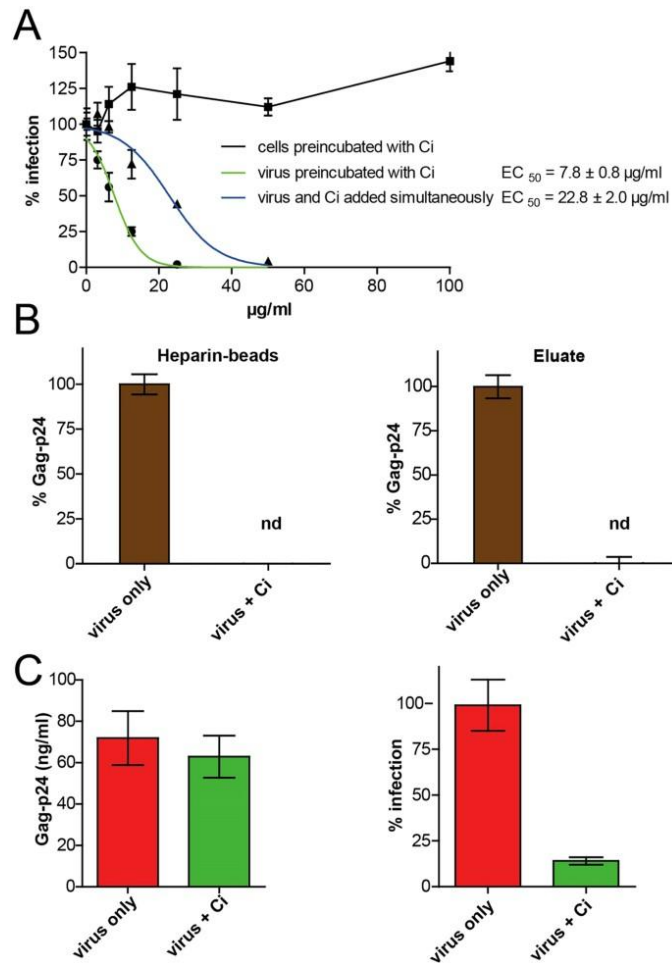 A
% infection
150
125
100
75
50
25
0
0 20 40 60 80 100
µg/ml
cells preincubated with Ci
virus preincubated with Ci EC 50 = 7.8 ± 0.8 µg/ml
virus and Ci added simultaneously EC 50 = 22.8 ± 2.0 µg/ml
B
Heparin-beads
% Gag-p24
100
75
50
25
0
nd
virus only
virus + Ci
Eluate
% Gag-p24
100
75
50
25
0
nd
virus only
virus + Ci
C
Gag-p24 (ng/ml)
100
80
60
40
20
0
virus only
virus + Ci
% infection
100
75
50
25
0
virus only
virus + Ci